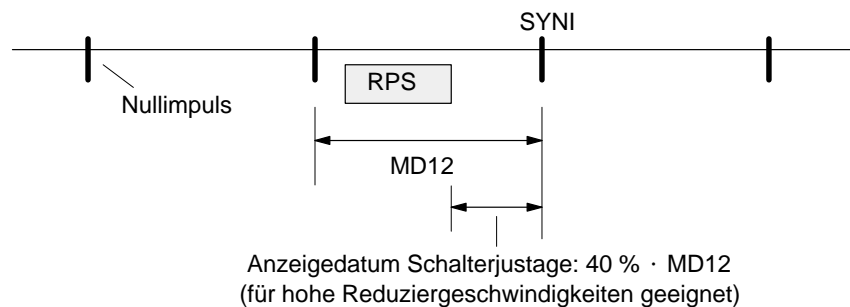 SYNI
RPS
Nullimpuls
MD12
Anzeigedatum Schalterjustage: 40 % · MD12
(für hohe Reduziergeschwindigkeiten geeignet)